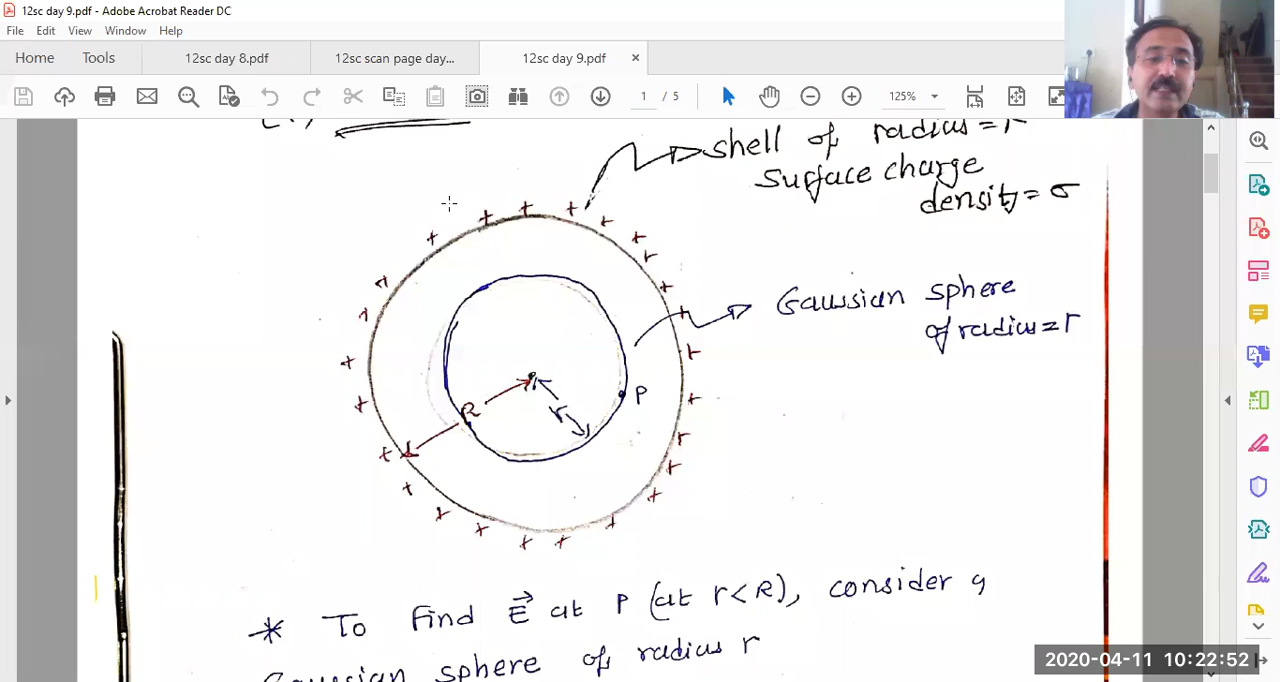 12sc day 9.pdf - Adobe Acrobat Reader DC
File Edit View Window Help
Home Tools 12sc day 8.pdf 12sc scan page day... 12sc day 9.pdf ×
1 / 5 125%
shell of radius = r
Surface charge
density = σ
Gaussian sphere
of radius = r
R
r
P
* To Find E⃗ at P (at r < R), consider a
Gaussian sphere of radius r
2020-04-11 10:22:52